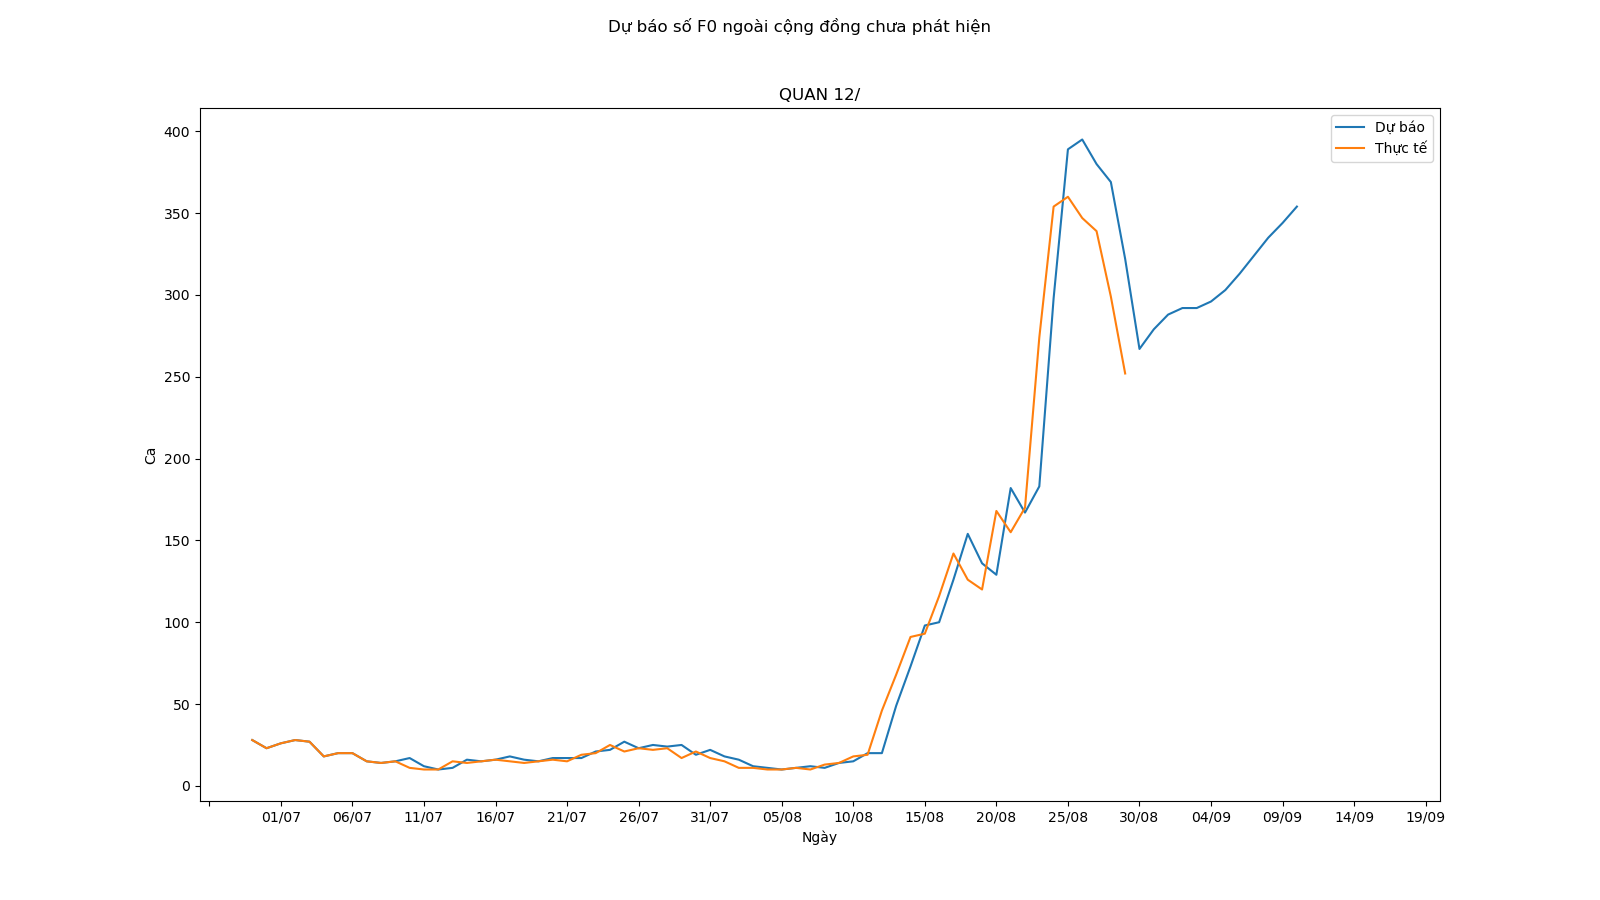 Dự báo số F0 ngoài cộng đồng chưa phát hiện
QUAN 12/
Dự báo
Thực tế
400
350
300
250
200
150
100
50
0
Ca
01/07 06/07 11/07 16/07 21/07 26/07 31/07 05/08 10/08 15/08 20/08 25/08 30/08 04/09 09/09 14/09 19/09
Ngày